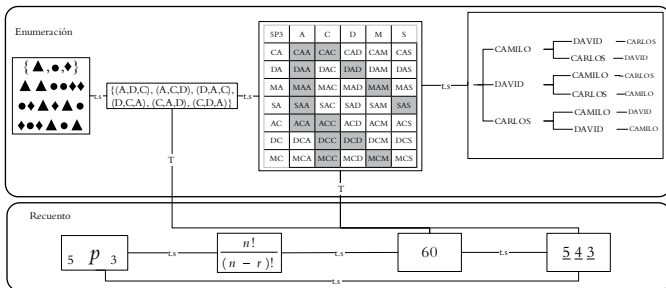 Enumeración
{▲,●,♦}
▲▲●●♦♦
●♦▲♦▲●
♦●♦▲●▲
t.s
{(A,D,C), (A,C,D), (D,A,C),
(D,C,A), (C,A,D), (C,D,A)}
t.s
5P3 A C D M S
CA CAA CAC CAD CAM CAS
DA DAA DAC DAD DAM DAS
MA MAA MAC MAD MAM MAS
SA SAA SAC SAD SAM SAS
AC ACA ACC ACD ACM ACS
DC DCA DCC DCD DCM DCS
MC MCA MCC MCD MCM MCS
t.s
CAMILO DAVID CARLOS
CARLOS DAVID
DAVID CAMILO CARLOS
CARLOS CAMILO
CARLOS CAMILO DAVID
DAVID CAMILO
T
T
Recuento
5 p 3
t.s
n!
(n − r)!
t.s
60
t.s
5 4 3
t.s